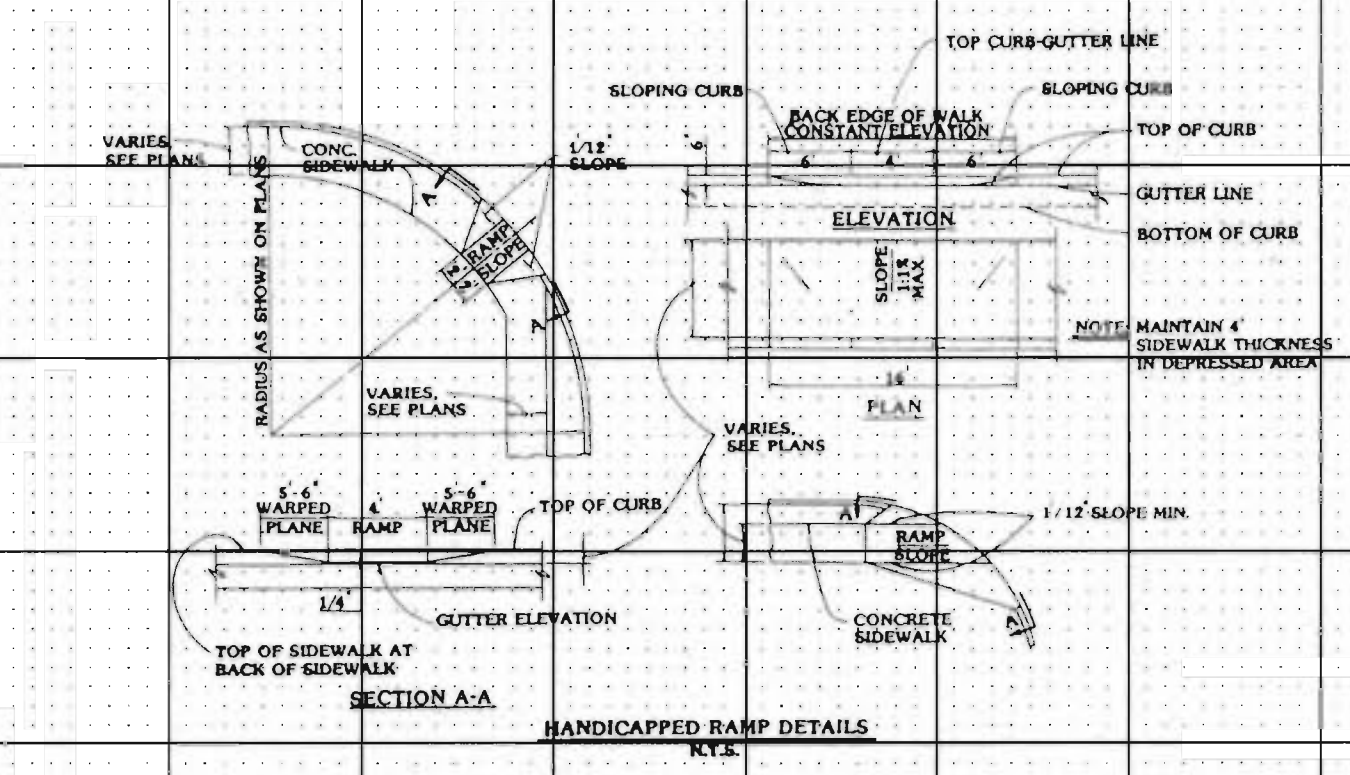 TOP CURB-GUTTER LINE
SLOPING CURB
SLOPING CURB
BACK EDGE OF WALK
CONSTANT ELEVATION
TOP OF CURB
6"
6'
4'
6'
GUTTER LINE
ELEVATION
BOTTOM OF CURB
VARIES,
SEE PLANS
CONC.
SIDEWALK
1/12"
SLOPE
A
RAMP
SLOPE
A
RADIUS AS SHOWN ON PLANS
VARIES,
SEE PLANS
SLOPE
MAX
NOTE: MAINTAIN 4"
SIDEWALK THICKNESS
IN DEPRESSED AREA
16'
PLAN
VARIES,
SEE PLANS
5'-6"
WARPED
PLANE
4'
RAMP
5'-6"
WARPED
PLANE
TOP OF CURB
1/4"
GUTTER ELEVATION
TOP OF SIDEWALK AT
BACK OF SIDEWALK
SECTION A-A
A
RAMP
SLOPE
1/12" SLOPE MIN.
CONCRETE
SIDEWALK
A
HANDICAPPED RAMP DETAILS
N.T.S.